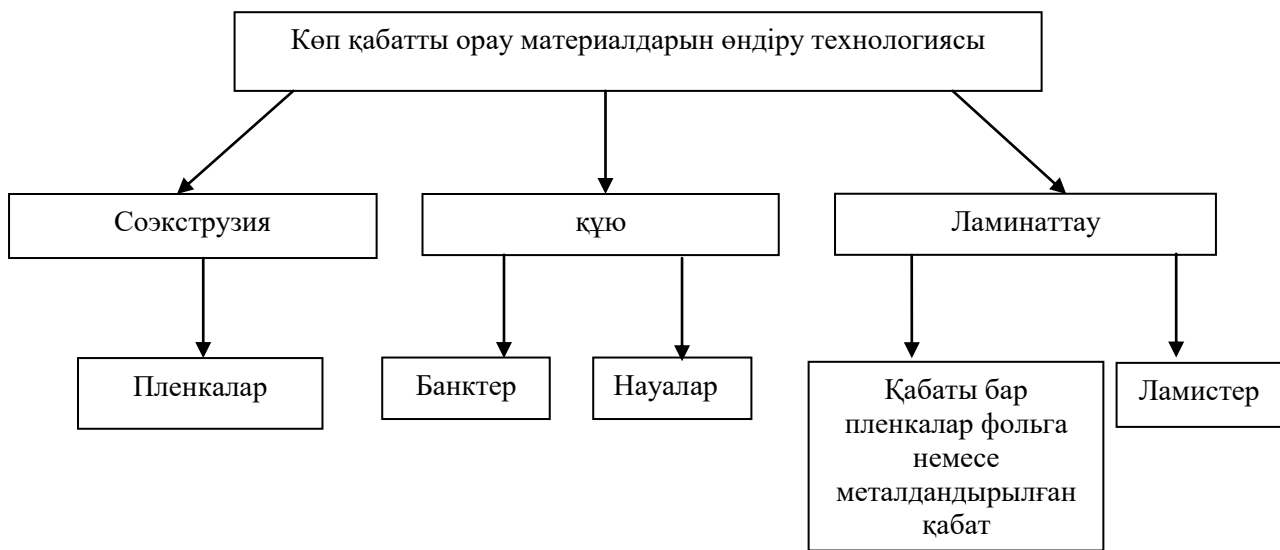 Көп қабатты орау материалдарын өндіру технологиясы
Соэкструзия
құю
Ламинаттау
Пленкалар
Банктер
Науалар
Қабаты бар
пленкалар фольга
немесе
металдандырылған
қабат
Ламистер